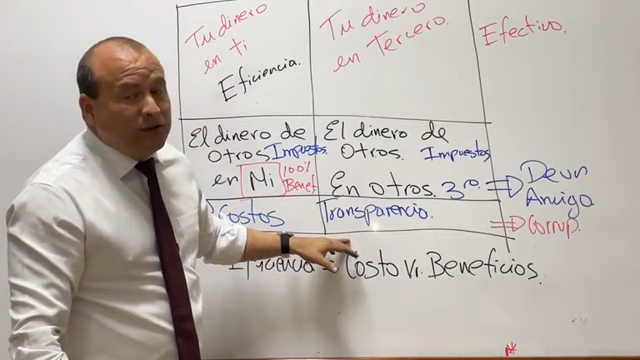 Tu dinero
en ti
Eficiencia.
Tu dinero
en Tercero.
Efectivo.
El dinero de
otros Impuestos
en Mi 100%
Benef
Costos
El dinero de
Otros. Impuestos
En otros. 3ro.
Transparencia.
De un
Amigo
Corrup.
= Costo Vr. Beneficios.